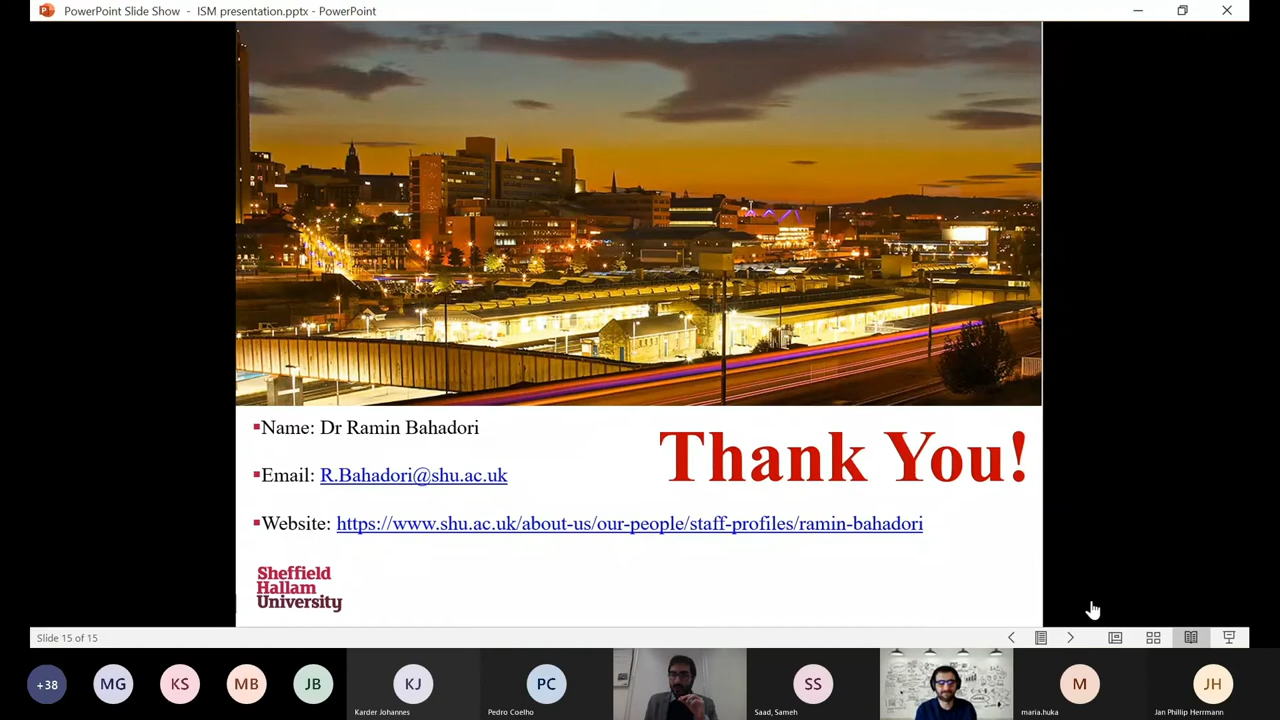 PowerPoint Slide Show - ISM presentation.pptx - PowerPoint
Name: Dr Ramin Bahadori
Thank You!
Email: R.Bahadori@shu.ac.uk
Website: https://www.shu.ac.uk/about-us/our-people/staff-profiles/ramin-bahadori
Sheffield
Hallam
University
Slide 15 of 15
+38
MG
KS
MB
JB
KJ
Karder Johannes
PC
Pedro Coelho
SS
Saad, Sameh
M
maria.huka
JH
Jan Phillip Herrmann